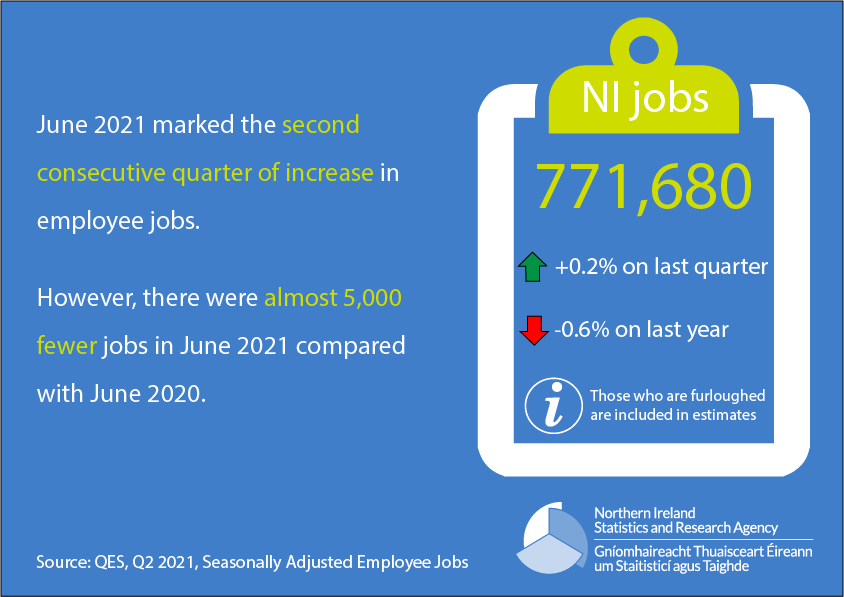 June 2021 marked the second
consecutive quarter of increase in
employee jobs.
However, there were almost 5,000
fewer jobs in June 2021 compared
with June 2020.
NI jobs
771,680
+0.2% on last quarter
-0.6% on last year
i
Those who are furloughed
are included in estimates
Source: QES, Q2 2021, Seasonally Adjusted Employee Jobs
Northern Ireland
Statistics and Research Agency
Gníomhaireacht Thuaisceart Éireann
um Staitisticí agus Taighde